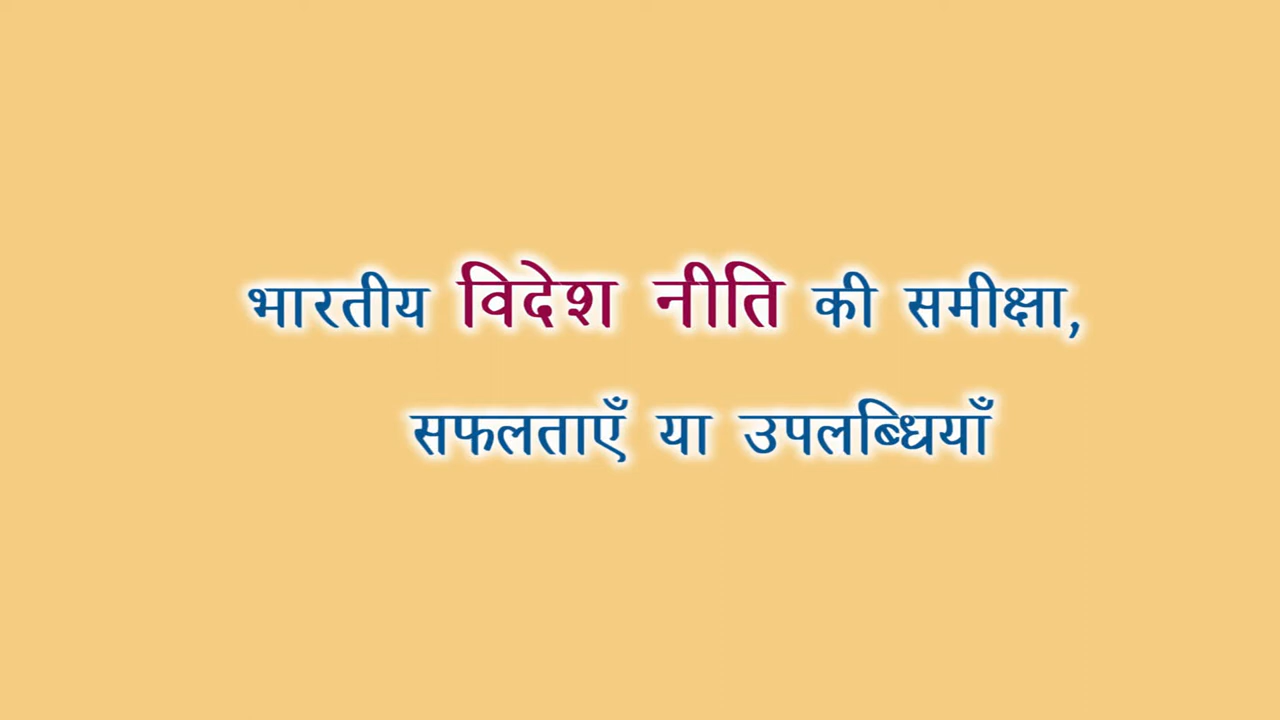 भारतीय विदेश नीति की समीक्षा,
सफलताएँ या उपलब्धियाँ